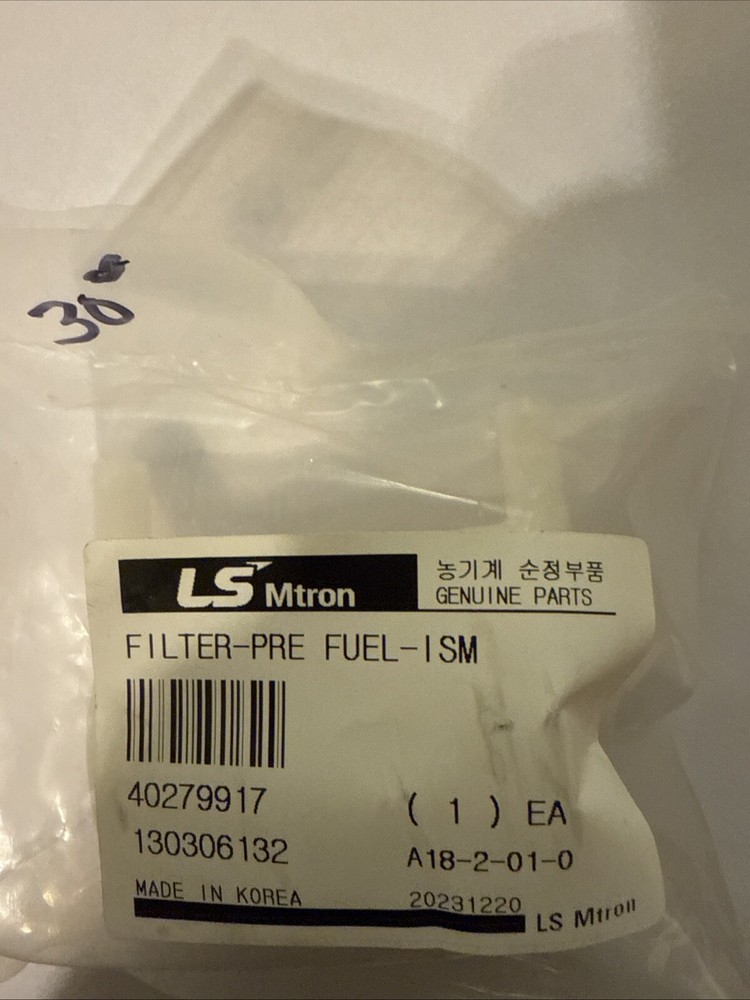 30
LS Mtron
농기계 순정부품
GENUINE PARTS
FILTER-PRE FUEL-ISM
40279917
( 1 ) EA
130306132
A18-2-01-0
MADE IN KOREA
20231220
LS Mtron